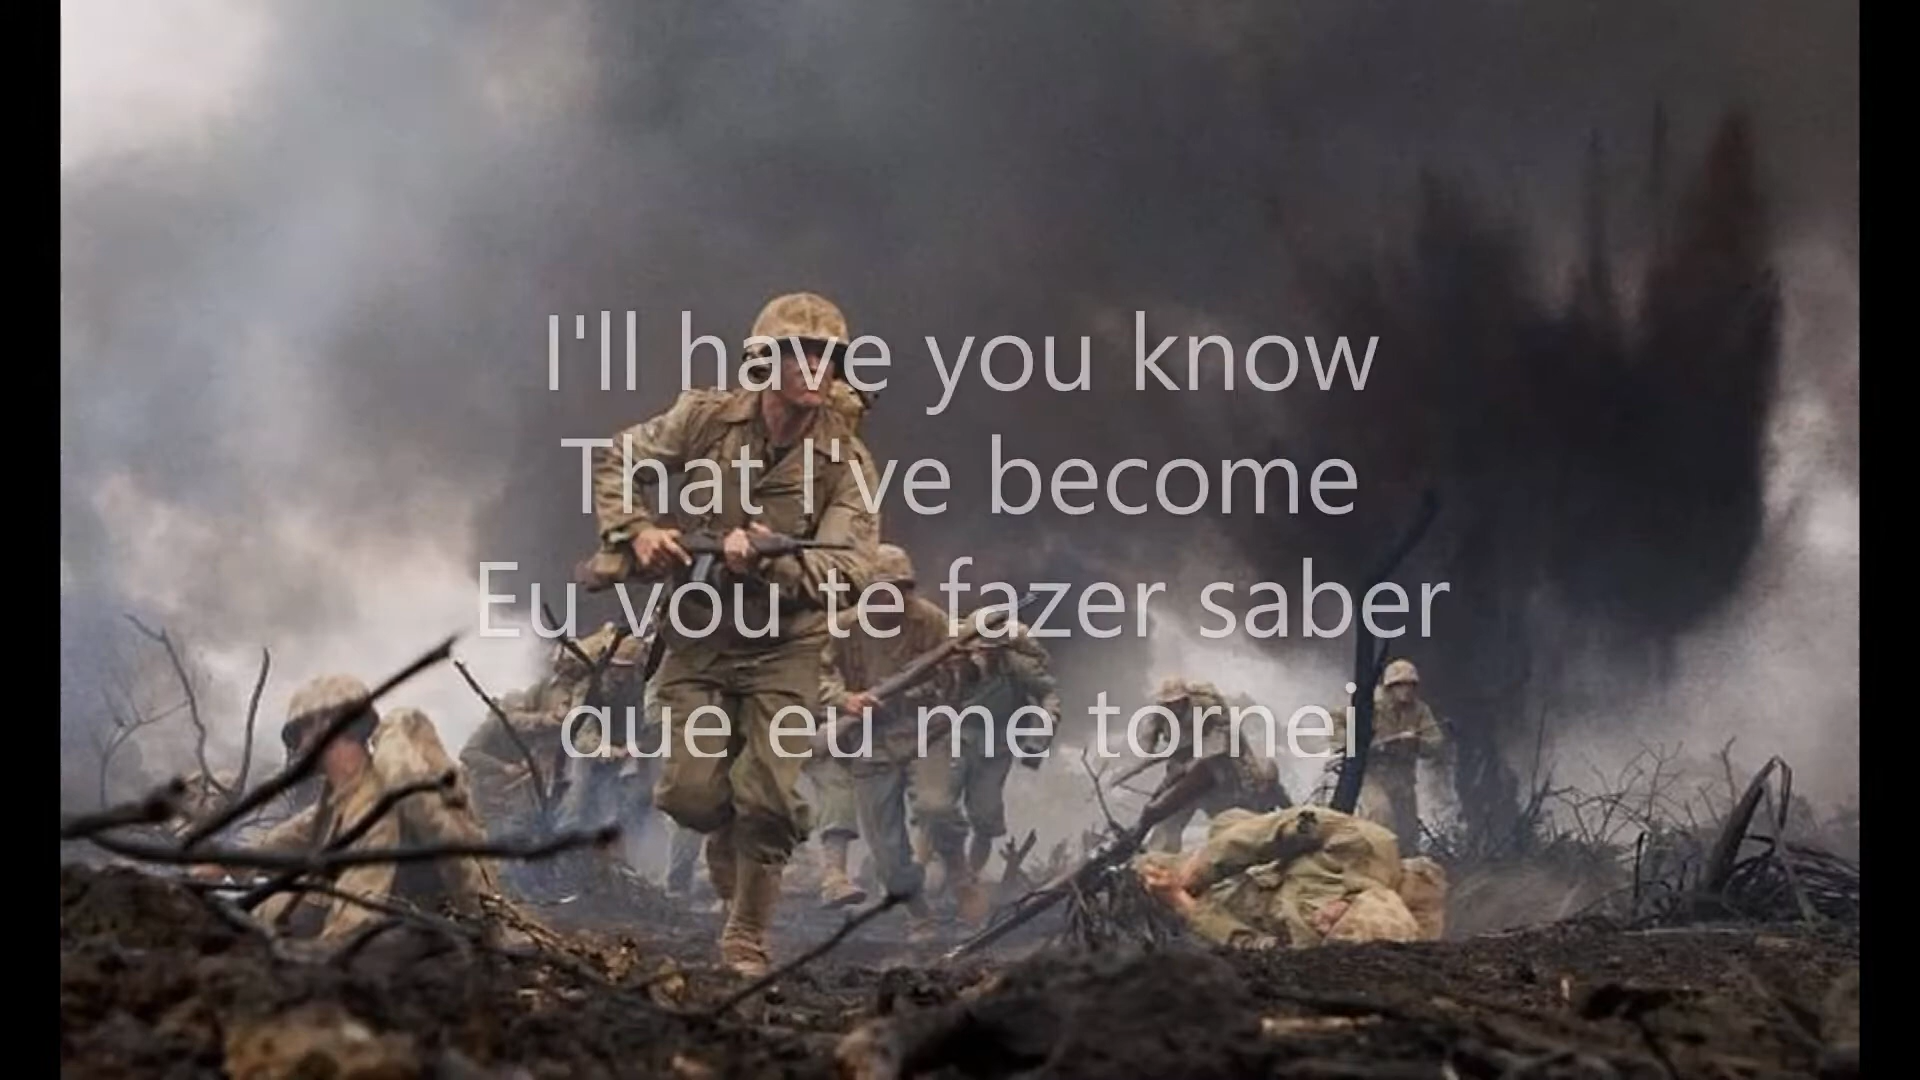 I'll have you know
That I've become
Eu vou te fazer saber
que eu me tornei